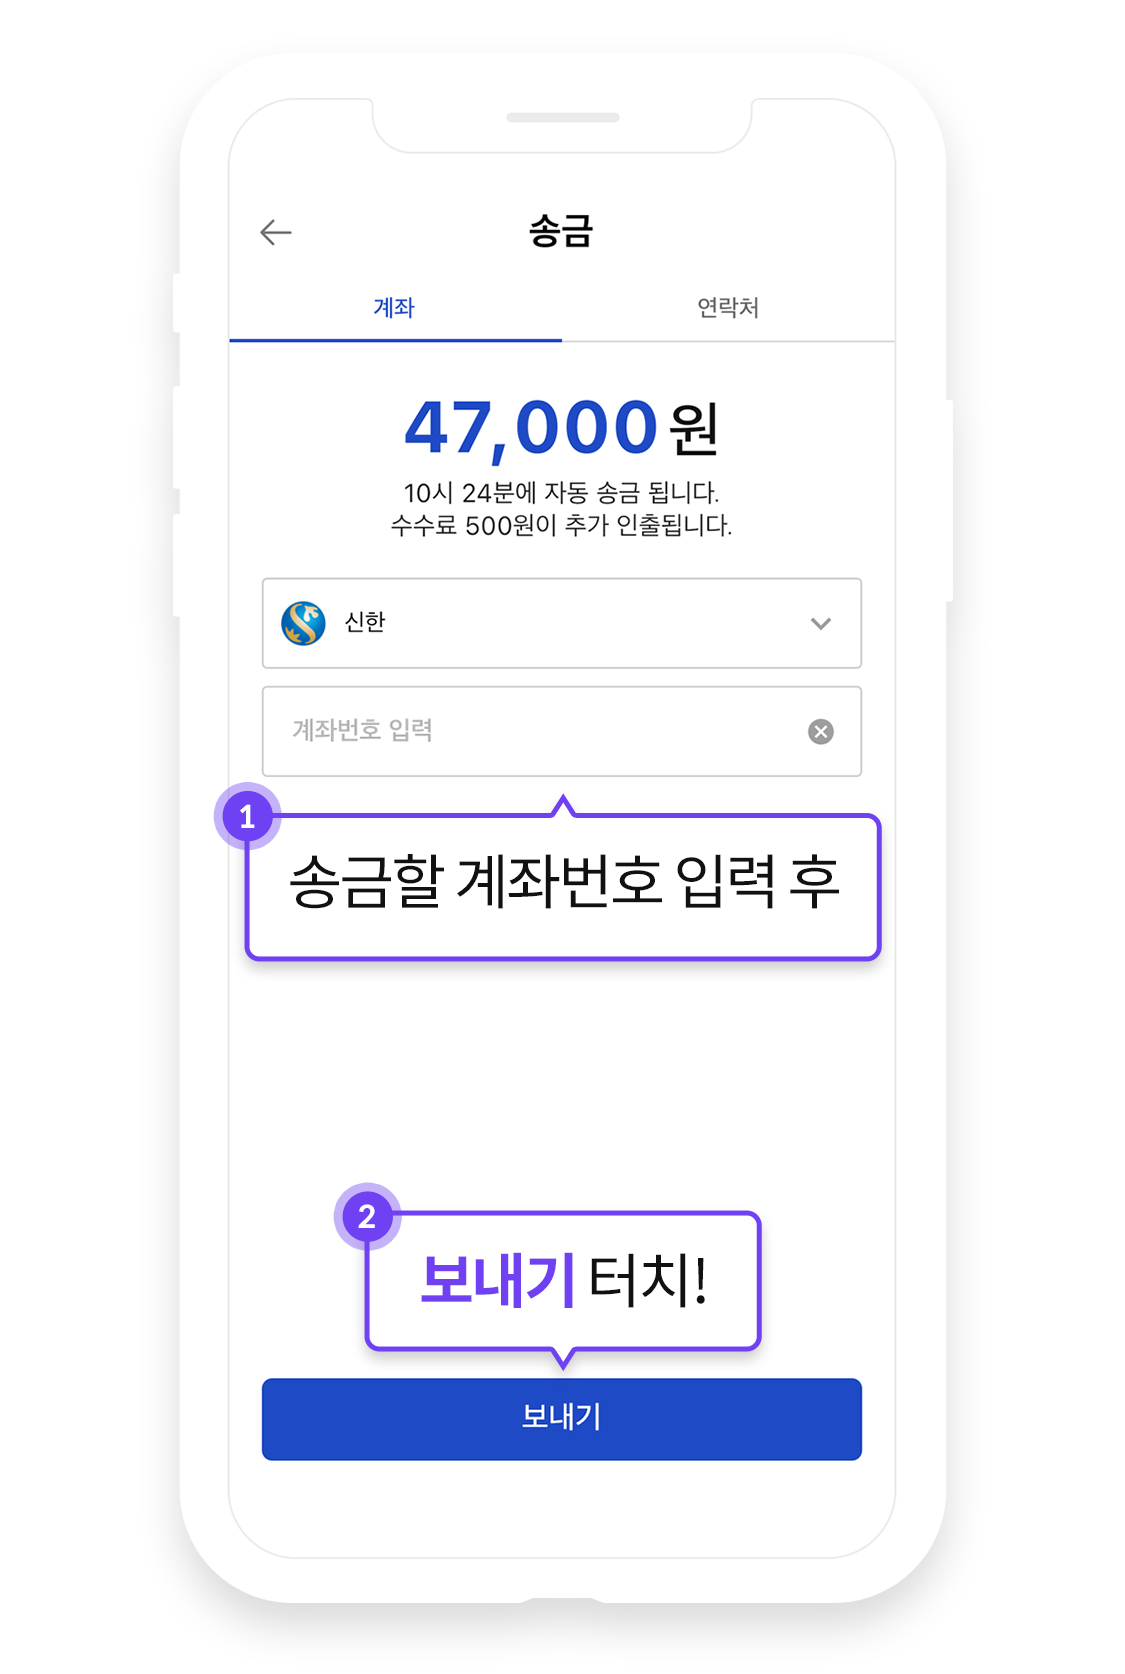 송금
계좌 연락처
47,000 원
10시 24분에 자동 송금 됩니다.
수수료 500원이 추가 인출됩니다.
신한
계좌번호 입력
1
송금할 계좌번호 입력 후
2
보내기 터치!
보내기